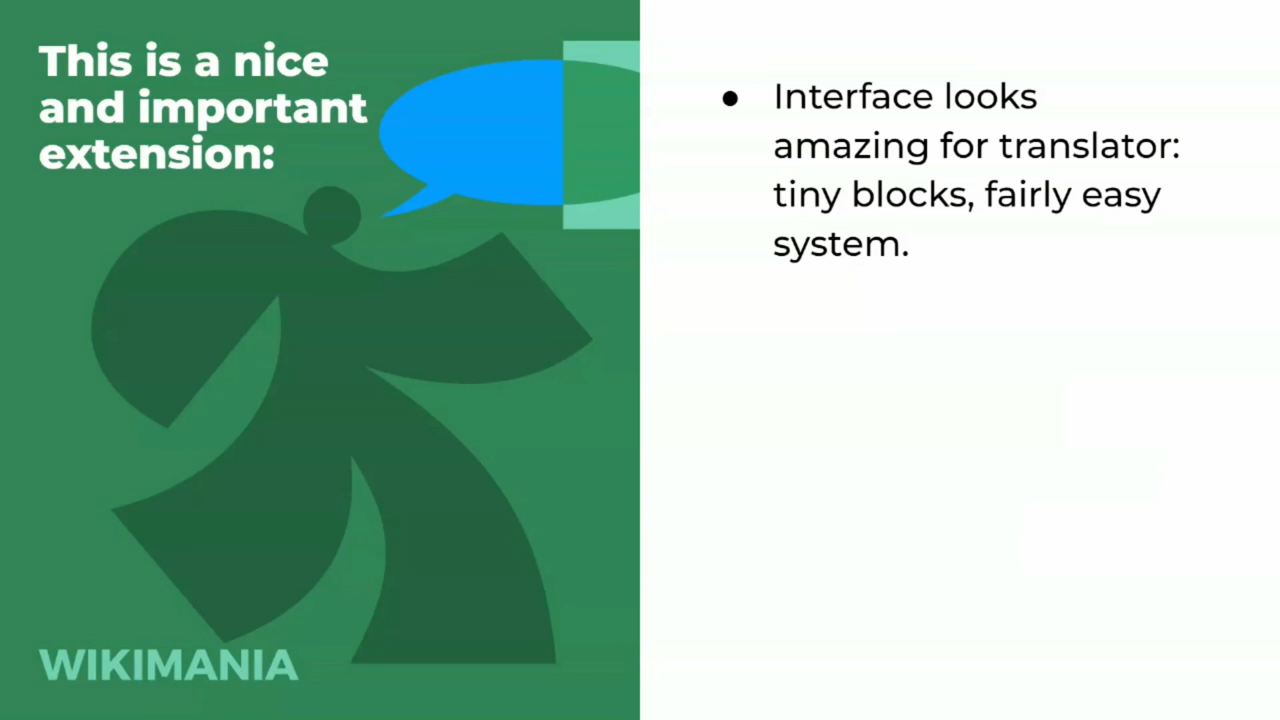 This is a nice
and important
extension:
WIKIMANIA
● Interface looks
amazing for translator:
tiny blocks, fairly easy
system.